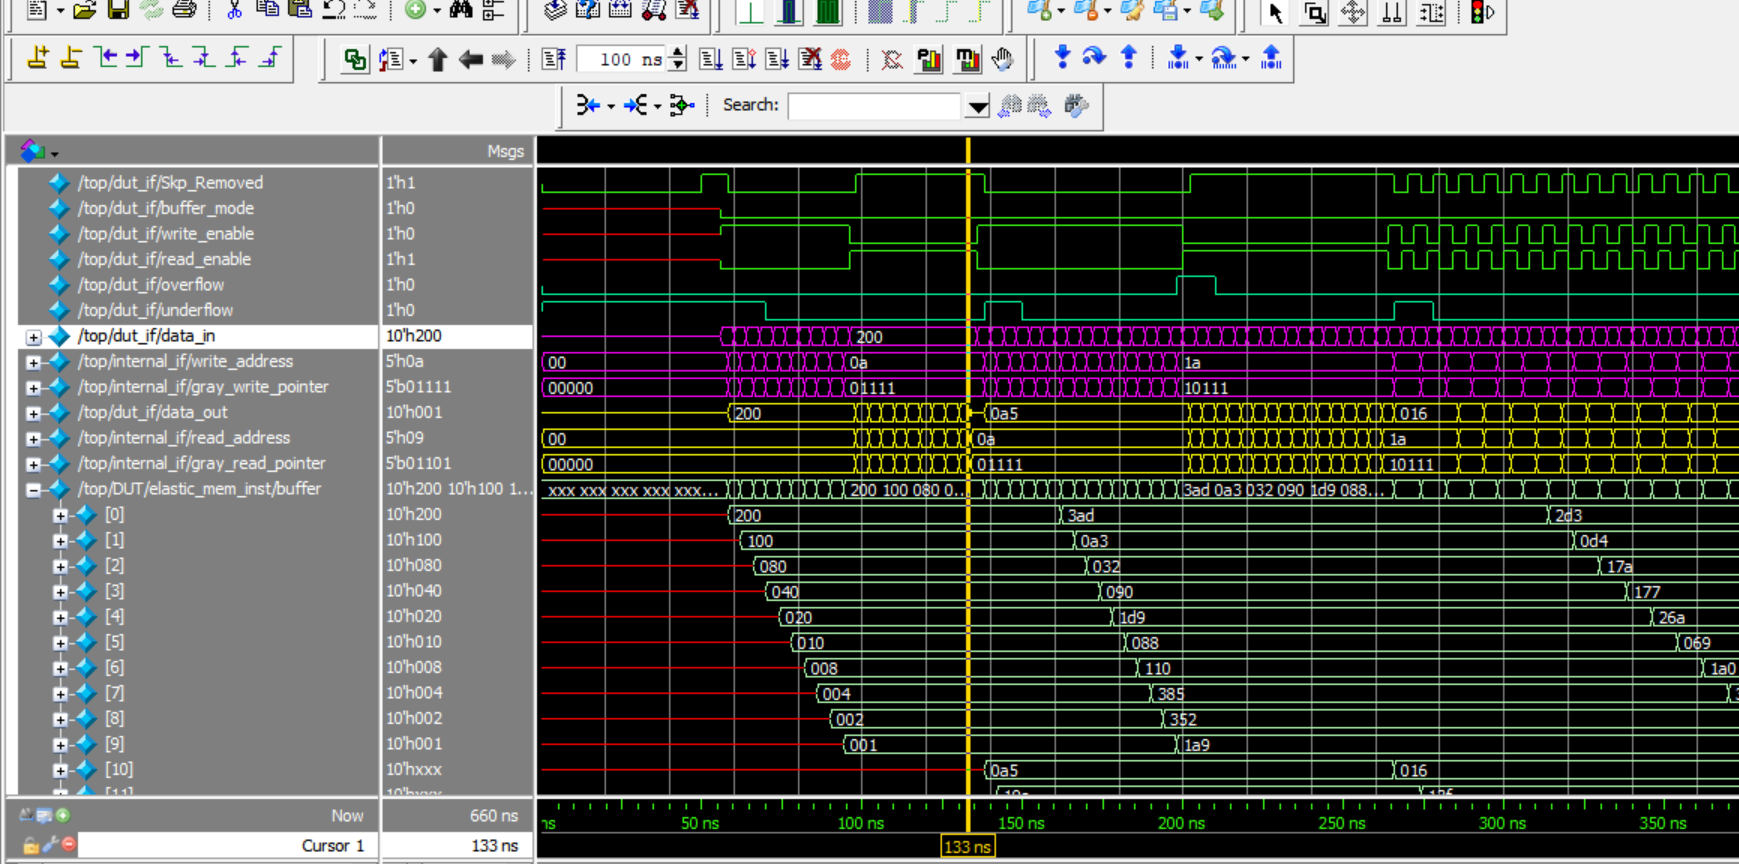 100 ns
Search:
Msgs
/top/dut_if/Skp_Removed 1'h1
/top/dut_if/buffer_mode 1'h0
/top/dut_if/write_enable 1'h0
/top/dut_if/read_enable 1'h1
/top/dut_if/overflow 1'h0
/top/dut_if/underflow 1'h0
/top/dut_if/data_in 10'h200 200
/top/internal_if/write_address 5'h0a 00 0a 1a
/top/internal_if/gray_write_pointer 5'b01111 00000 01111 10111
/top/dut_if/data_out 10'h001 200 0a5 016
/top/internal_if/read_address 5'h09 00 0a 1a
/top/internal_if/gray_read_pointer 5'b01101 00000 01111 10111
/top/DUT/elastic_mem_inst/buffer 10'h200 10'h100 1... xxx xxx xxx xxx xxx... 200 100 080 0... 3ad 0a3 032 090 1d9 088...
[0] 10'h200 200 3ad 2d3
[1] 10'h100 100 0a3 0d4
[2] 10'h080 080 032 17a
[3] 10'h040 040 090 177
[4] 10'h020 020 1d9 26a
[5] 10'h010 010 088 069
[6] 10'h008 008 110 1a0
[7] 10'h004 004 385
[8] 10'h002 002 352
[9] 10'h001 001 1a9
[10] 10'hxxx 0a5 016
[11] 10'hxxx
Now 660 ns ns 50 ns 100 ns 150 ns 200 ns 250 ns 300 ns 350 ns
Cursor 1 133 ns 133 ns